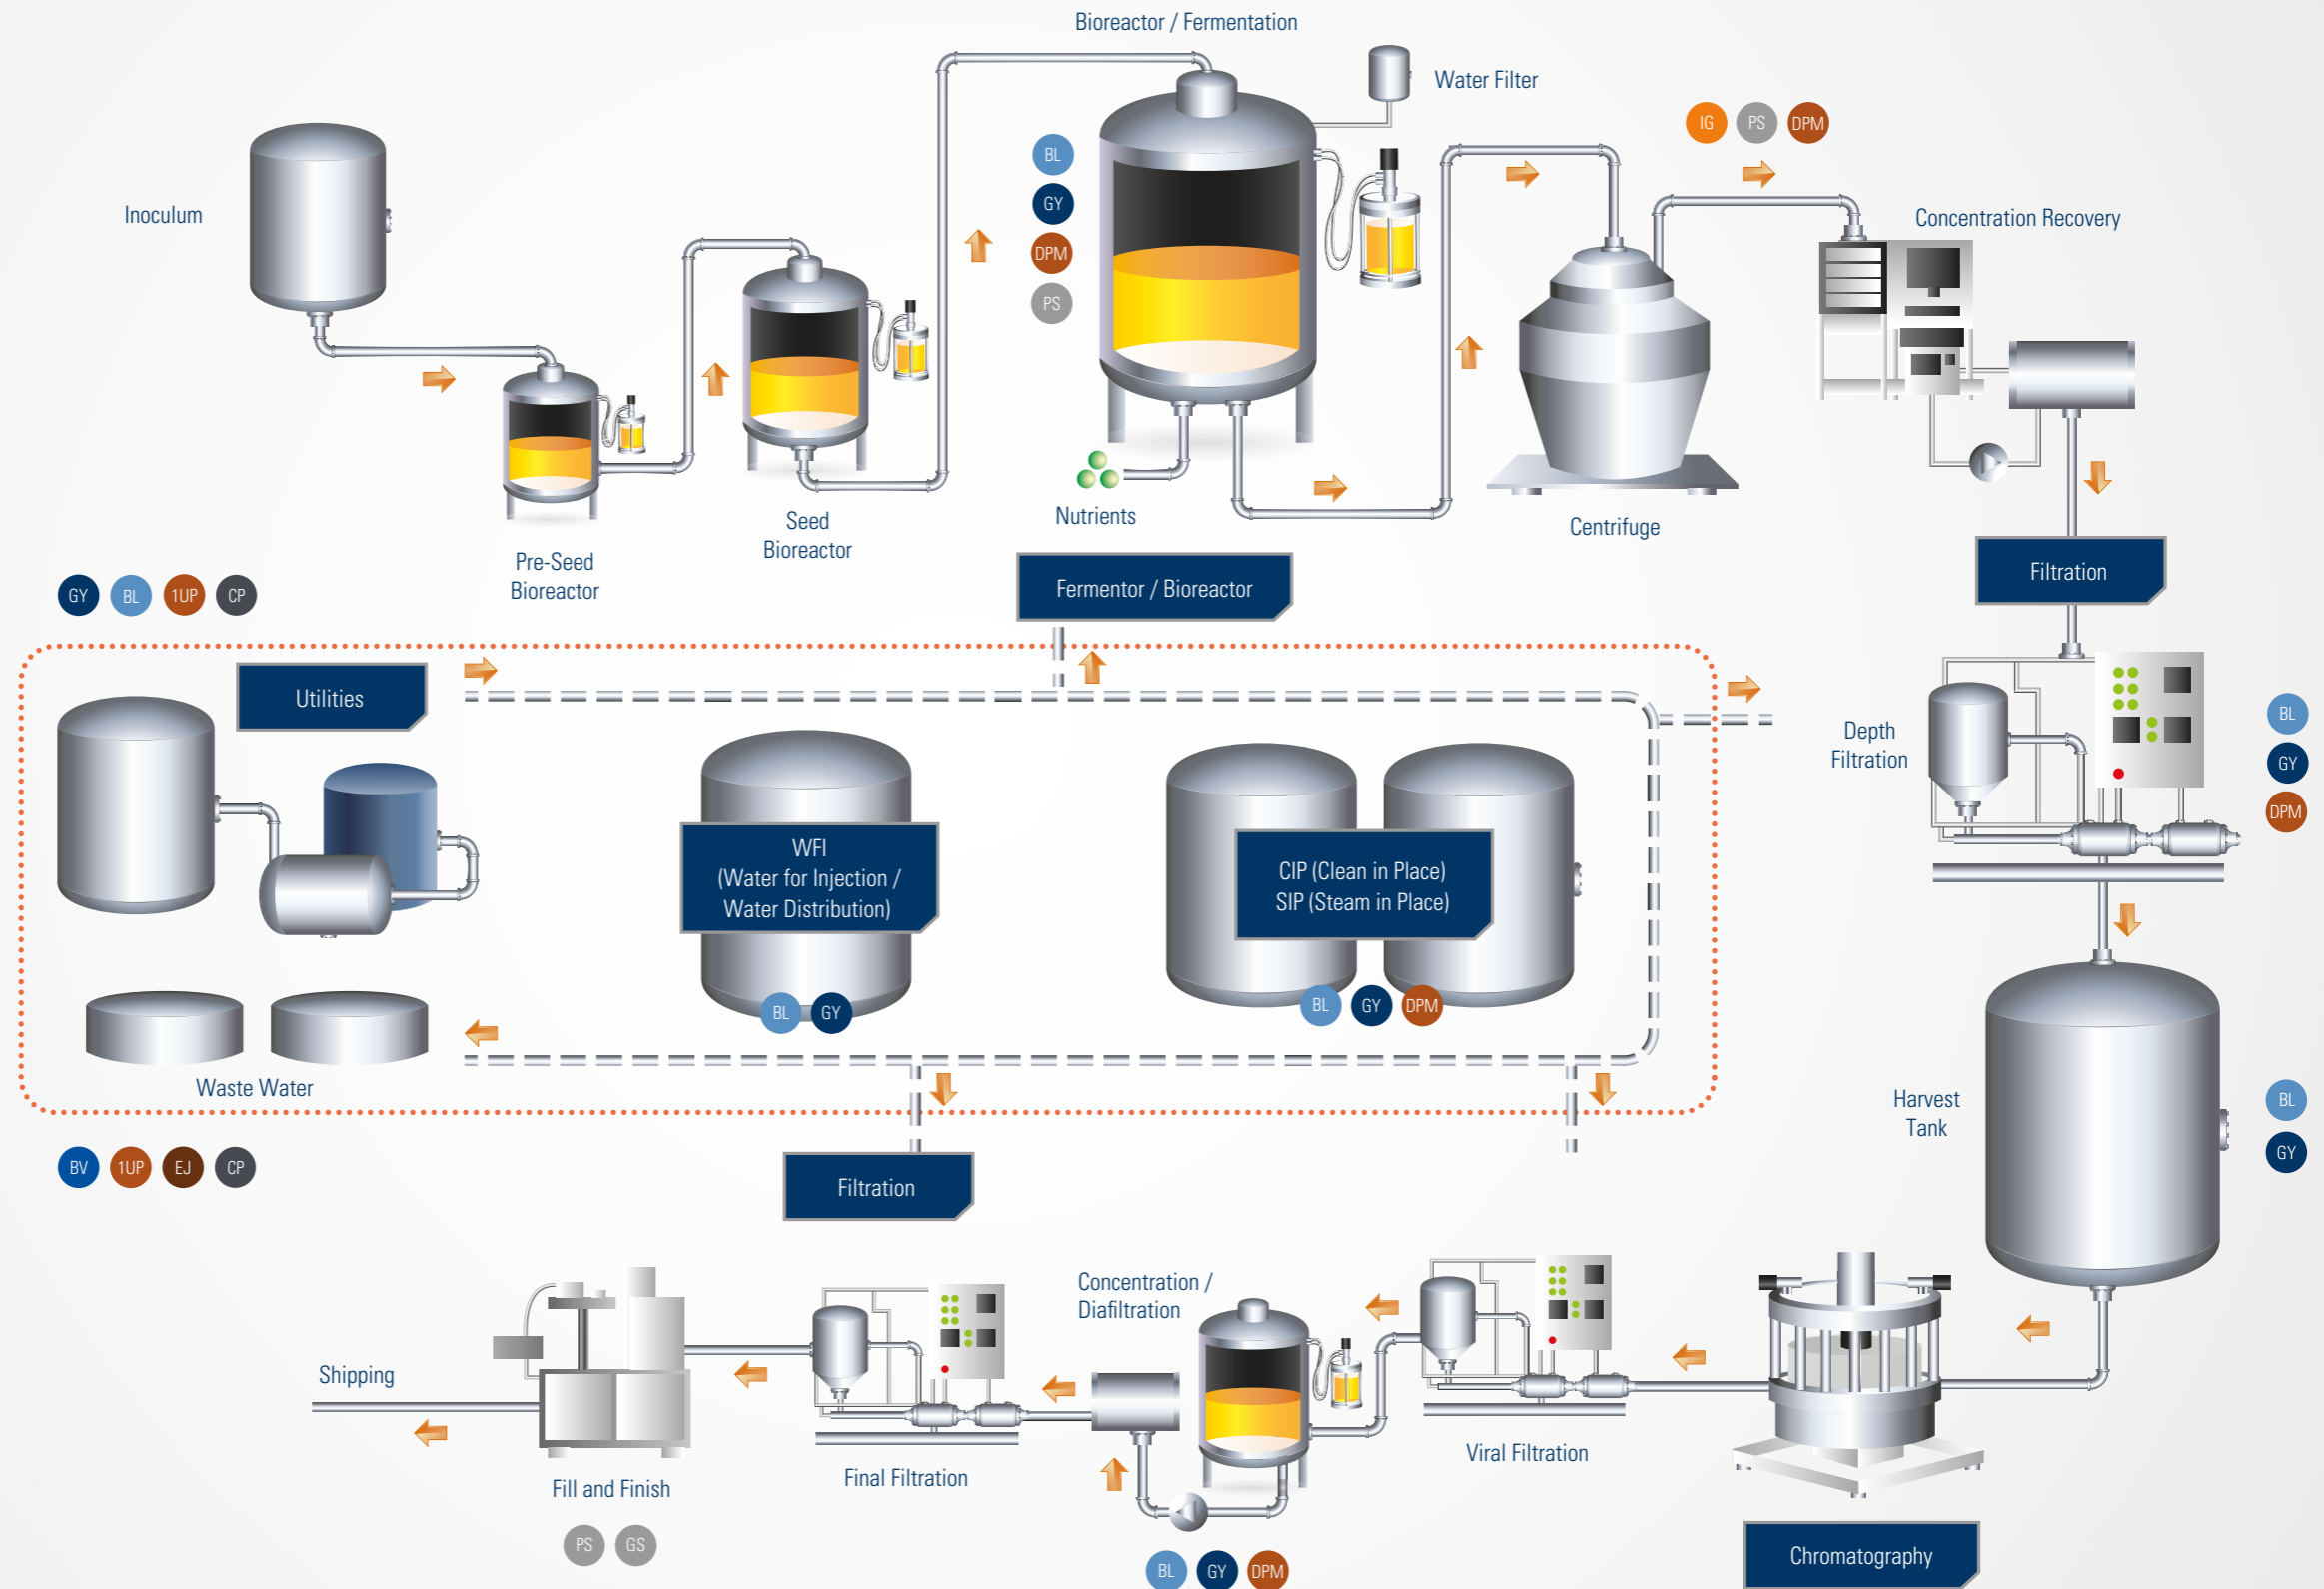 Bioreactor / Fermentation
Water Filter
IG PS DPM
BL
GY
DPM
PS
Inoculum
Concentration Recovery
Nutrients
Seed
Bioreactor
Centrifuge
Pre-Seed
Bioreactor
Fermentor / Bioreactor
Filtration
GY BL 1UP CP
Utilities
Depth
Filtration
BL
GY
DPM
WFI
(Water for Injection /
Water Distribution)
CIP (Clean in Place)
SIP (Steam in Place)
BL GY
BL GY DPM
Waste Water
Harvest
Tank
BL
GY
BV 1UP EJ CP
Filtration
Concentration /
Diafiltration
Shipping
Fill and Finish
Final Filtration
Viral Filtration
PS GS
BL GY DPM
Chromatography